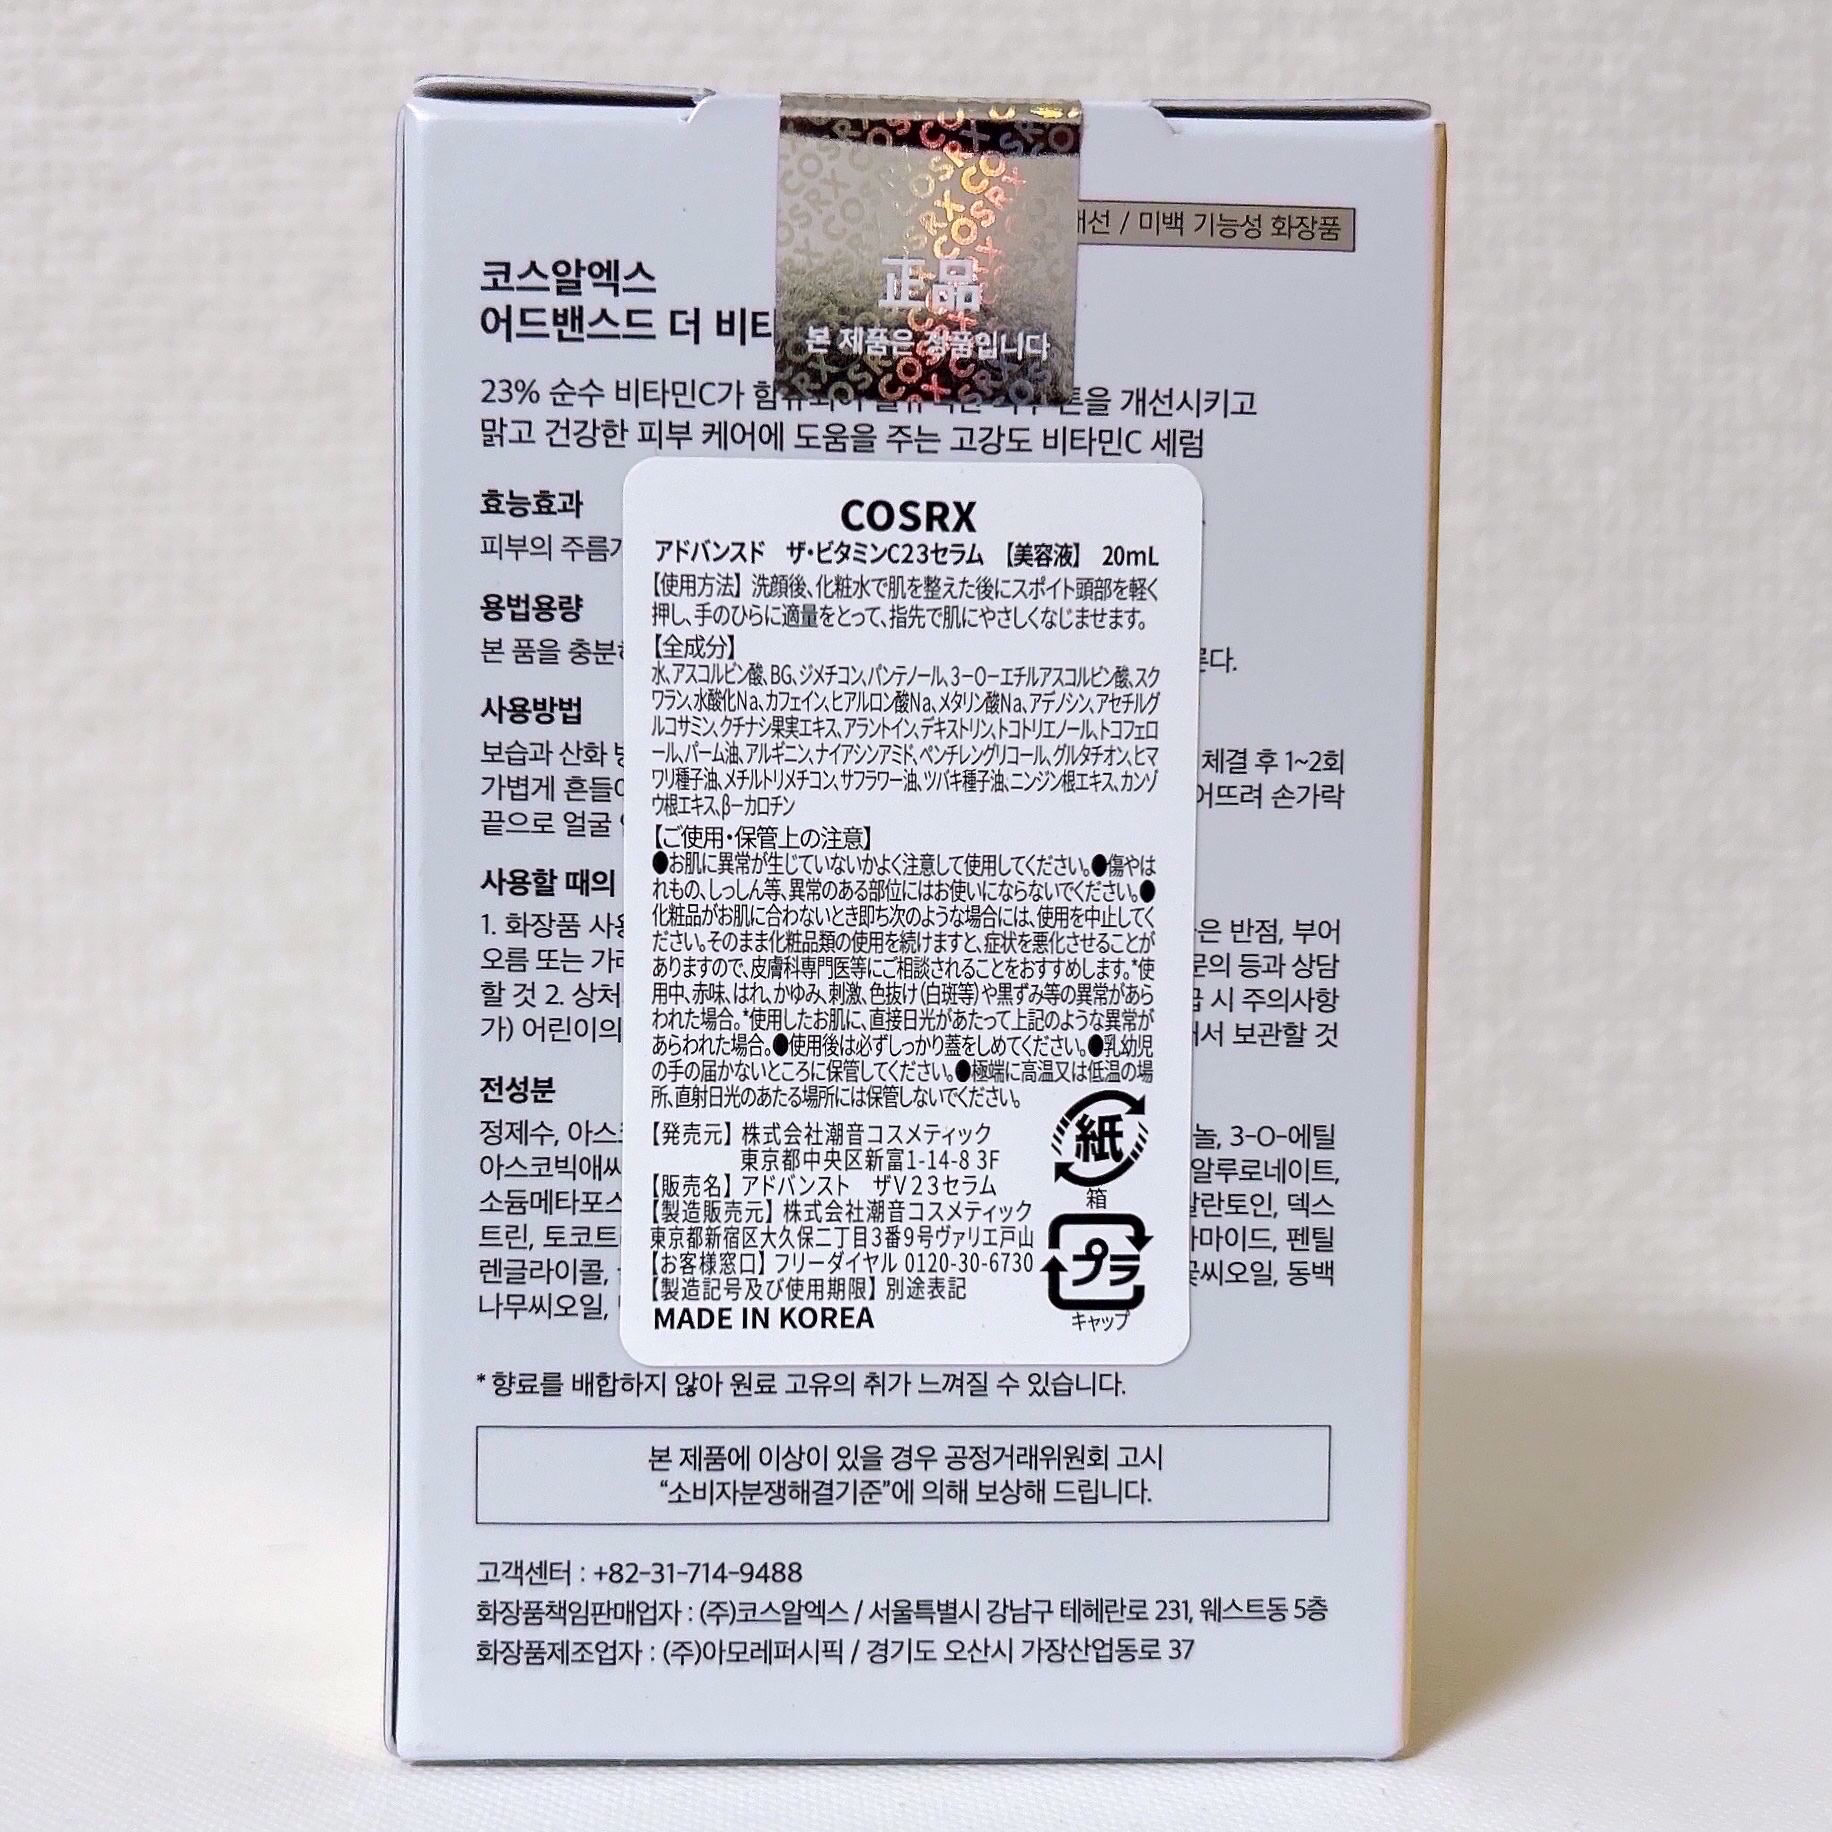 개선 / 미백 기능성 화장품
코스알엑스
어드밴스드 더 비타
正品
본 제품은 정품입니다
23% 순수 비타민C가 톤을 개선시키고
맑고 건강한 피부 케어에 도움을 주는 고강도 비타민C 세럼
효능효과
피부의 주름
용법용량
본 품을
른다.
사용방법
보습과 산화
체결 후 1~2회
가볍게
어뜨려 손가락
끝으로 얼굴
사용할 때의
1. 화장품
은 반점, 부어
오름 또는
문의 등과 상담
할 것 2. 상처
급 시 주의사항
가) 어린이의
서 보관할 것
전성분
정제수,
놀, 3-O-에틸
아스코빅애씨
알루로네이트,
소듐메타포스
알란토인, 덱스
트린, 토코트
마이드, 펜틸
렌글라이콜,
꽃씨오일, 동백
나무씨오일,
COSRX
アドバンスド ザ・ビタミンC23セラム 【美容液】 20mL
【使用方法】洗顔後、化粧水で肌を整えた後にスポイト頭部を軽く
押し、手のひらに適量をとって、指先で肌にやさしくなじませます。
【全成分】
水、アスコルビン酸、BG、ジメチコン、パンテノール、3－O－エチルアスコルビン酸、スク
ワラン、水酸化Na、カフェイン、ヒアルロン酸Na、メタリン酸Na、アデノシン、アセチルグ
ルコサミン、クチナシ果実エキス、アラントイン、デキストリン、トコトリエノール、トコフェロ
ール、パーム油、アルギニン、ナイアシンアミド、ペンチレングリコール、グルタチオン、ヒマ
ワリ種子油、メチルトリメチコン、サフラワー油、ツバキ種子油、ニンジン根エキス、カンゾ
ウ根エキス、β－カロチン
【ご使用・保管上の注意】
●お肌に異常が生じていないかよく注意して使用してください。●傷やは
れもの、しっしん等、異常のある部位にはお使いにならないでください。●
化粧品がお肌に合わないとき即ち次のような場合には、使用を中止してく
ださい。そのまま化粧品類の使用を続けますと、症状を悪化させることが
ありますので、皮膚科専門医等にご相談されることをおすすめします。*使
用中、赤味、はれ、かゆみ、刺激、色抜け(白斑等)や黒ずみ等の異常があら
われた場合。*使用したお肌に、直接日光があたって上記のような異常が
あらわれた場合。●使用後は必ずしっかり蓋をしめてください。●乳幼児
の手の届かないところに保管してください。●極端に高温又は低温の場
所、直射日光のあたる場所には保管しないでください。
【発売元】株式会社潮音コスメティック
東京都中央区新富1-14-8 3F
【販売名】アドバンスト ザV23セラム
【製造販売元】株式会社潮音コスメティック
東京都新宿区大久保二丁目3番9号ヴァリエ戸山
【お客様窓口】フリーダイヤル 0120-30-6730
【製造記号及び使用期限】別途表記
MADE IN KOREA
紙
箱
プラ
キャップ
* 향료를 배합하지 않아 원료 고유의 취가 느껴질 수 있습니다.
본 제품에 이상이 있을 경우 공정거래위원회 고시
“소비자분쟁해결기준”에 의해 보상해 드립니다.
고객센터 : +82-31-714-9488
화장품책임판매업자 : (주)코스알엑스 / 서울특별시 강남구 테헤란로 231, 웨스트동 5층
화장품제조업자 : (주)아모레퍼시픽 / 경기도 오산시 가장산업동로 37